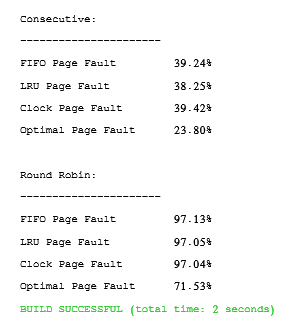 Consecutive:
----------------------
FIFO Page Fault 39.24%
LRU Page Fault 38.25%
Clock Page Fault 39.42%
Optimal Page Fault 23.80%
Round Robin:
----------------------
FIFO Page Fault 97.13%
LRU Page Fault 97.05%
Clock Page Fault 97.04%
Optimal Page Fault 71.53%
BUILD SUCCESSFUL (total time: 2 seconds)